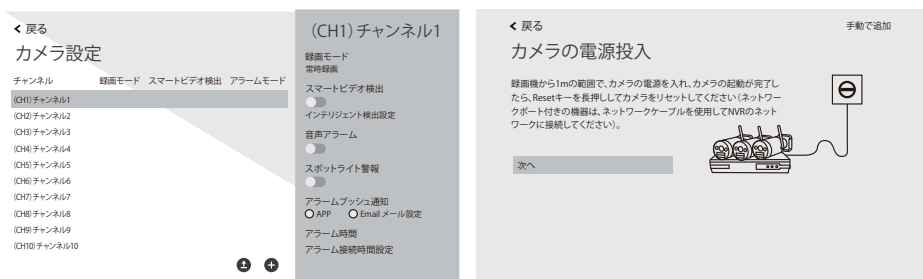 戻る
カメラ設定
チャンネル 録画モード スマートビデオ検出 アラームモード
(CH1)チャンネル1
(CH2)チャンネル2
(CH3)チャンネル3
(CH4)チャンネル4
(CH5)チャンネル5
(CH6)チャンネル6
(CH7)チャンネル7
(CH8)チャンネル8
(CH9)チャンネル9
(CH10)チャンネル10
(CH1)チャンネル1
録画モード
常時録画
スマートビデオ検出
インテリジェント検出設定
音声アラーム
スポットライト警報
アラームプッシュ通知
APP Email メール設定
アラーム時間
アラーム接続時間設定
戻る 手動で追加
カメラの電源投入
録画機から1mの範囲で、カメラの電源を入れ、カメラの起動が完了し
たら、Resetキーを長押ししてカメラをリセットしてください（ネットワー
クポート付きの機器は、ネットワークケーブルを使用してNVRのネット
ワークに接続してください）。
次へ